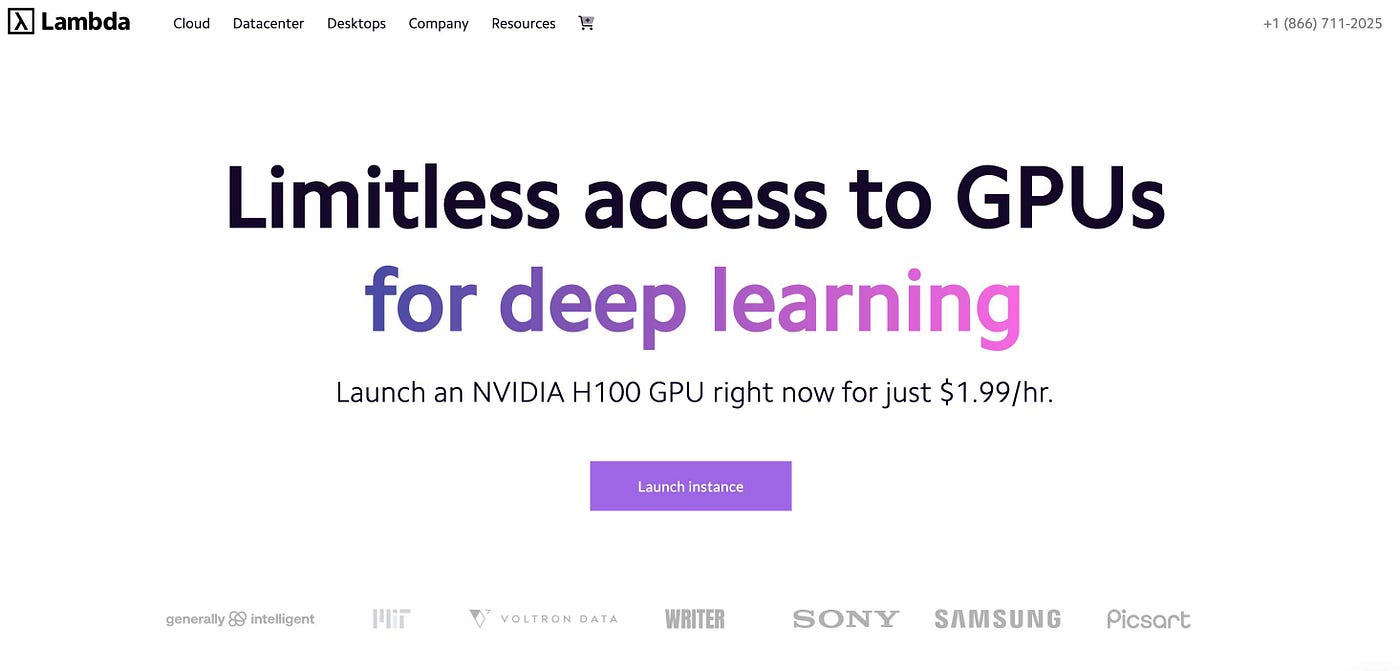 Lambda Cloud Datacenter Desktops Company Resources +1 (866) 711-2025
Limitless access to GPUs
for deep learning
Launch an NVIDIA H100 GPU right now for just $1.99/hr.
Launch instance
generally intelligent MIT VOLTRON DATA WRITER SONY SAMSUNG Picsart